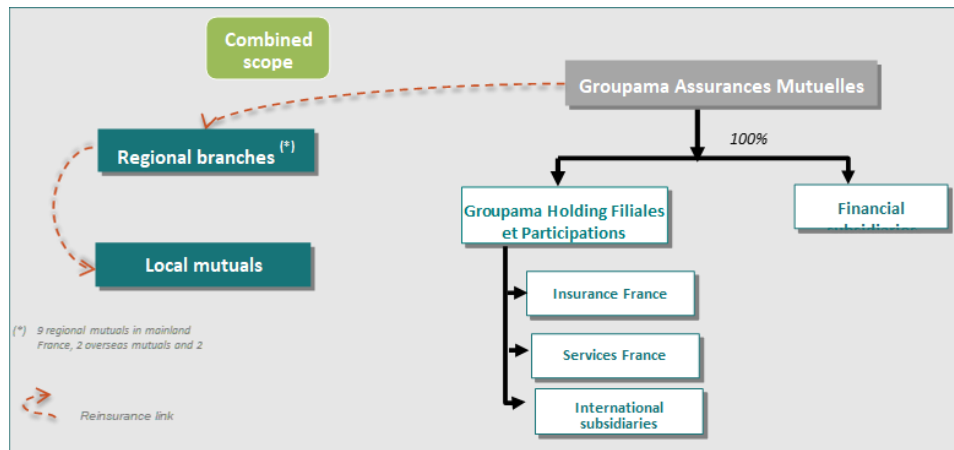 Combined
scope
Groupama Assurances Mutuelles
100%
Regional branches (*)
Local mutuals
Groupama Holding Filiales
et Participations
Financial
subsidiaries
Insurance France
Services France
International
subsidiaries
(*) 9 regional mutuals in mainland
France, 2 overseas mutuals and 2
Reinsurance link